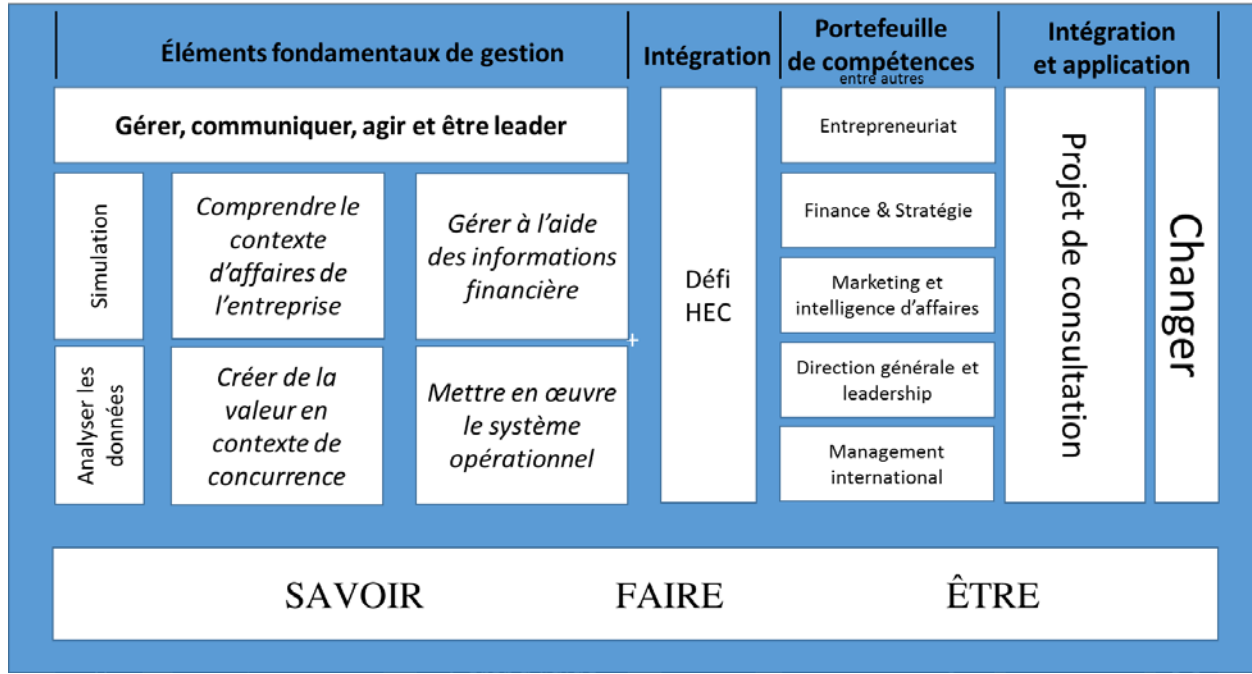 Éléments fondamentaux de gestion
Intégration
Portefeuille
de compétences
entre autres
Intégration
et application
Gérer, communiquer, agir et être leader
Simulation
Comprendre le
contexte
d'affaires de
l'entreprise
Gérer à l'aide
des informations
financière
Analyser les
données
Créer de la
valeur en
contexte de
concurrence
Mettre en œuvre
le système
opérationnel
+
Défi
HEC
Entrepreneuriat
Finance & Stratégie
Marketing et
intelligence d'affaires
Direction générale et
leadership
Management
international
Projet de consultation
Changer
SAVOIR FAIRE ÊTRE